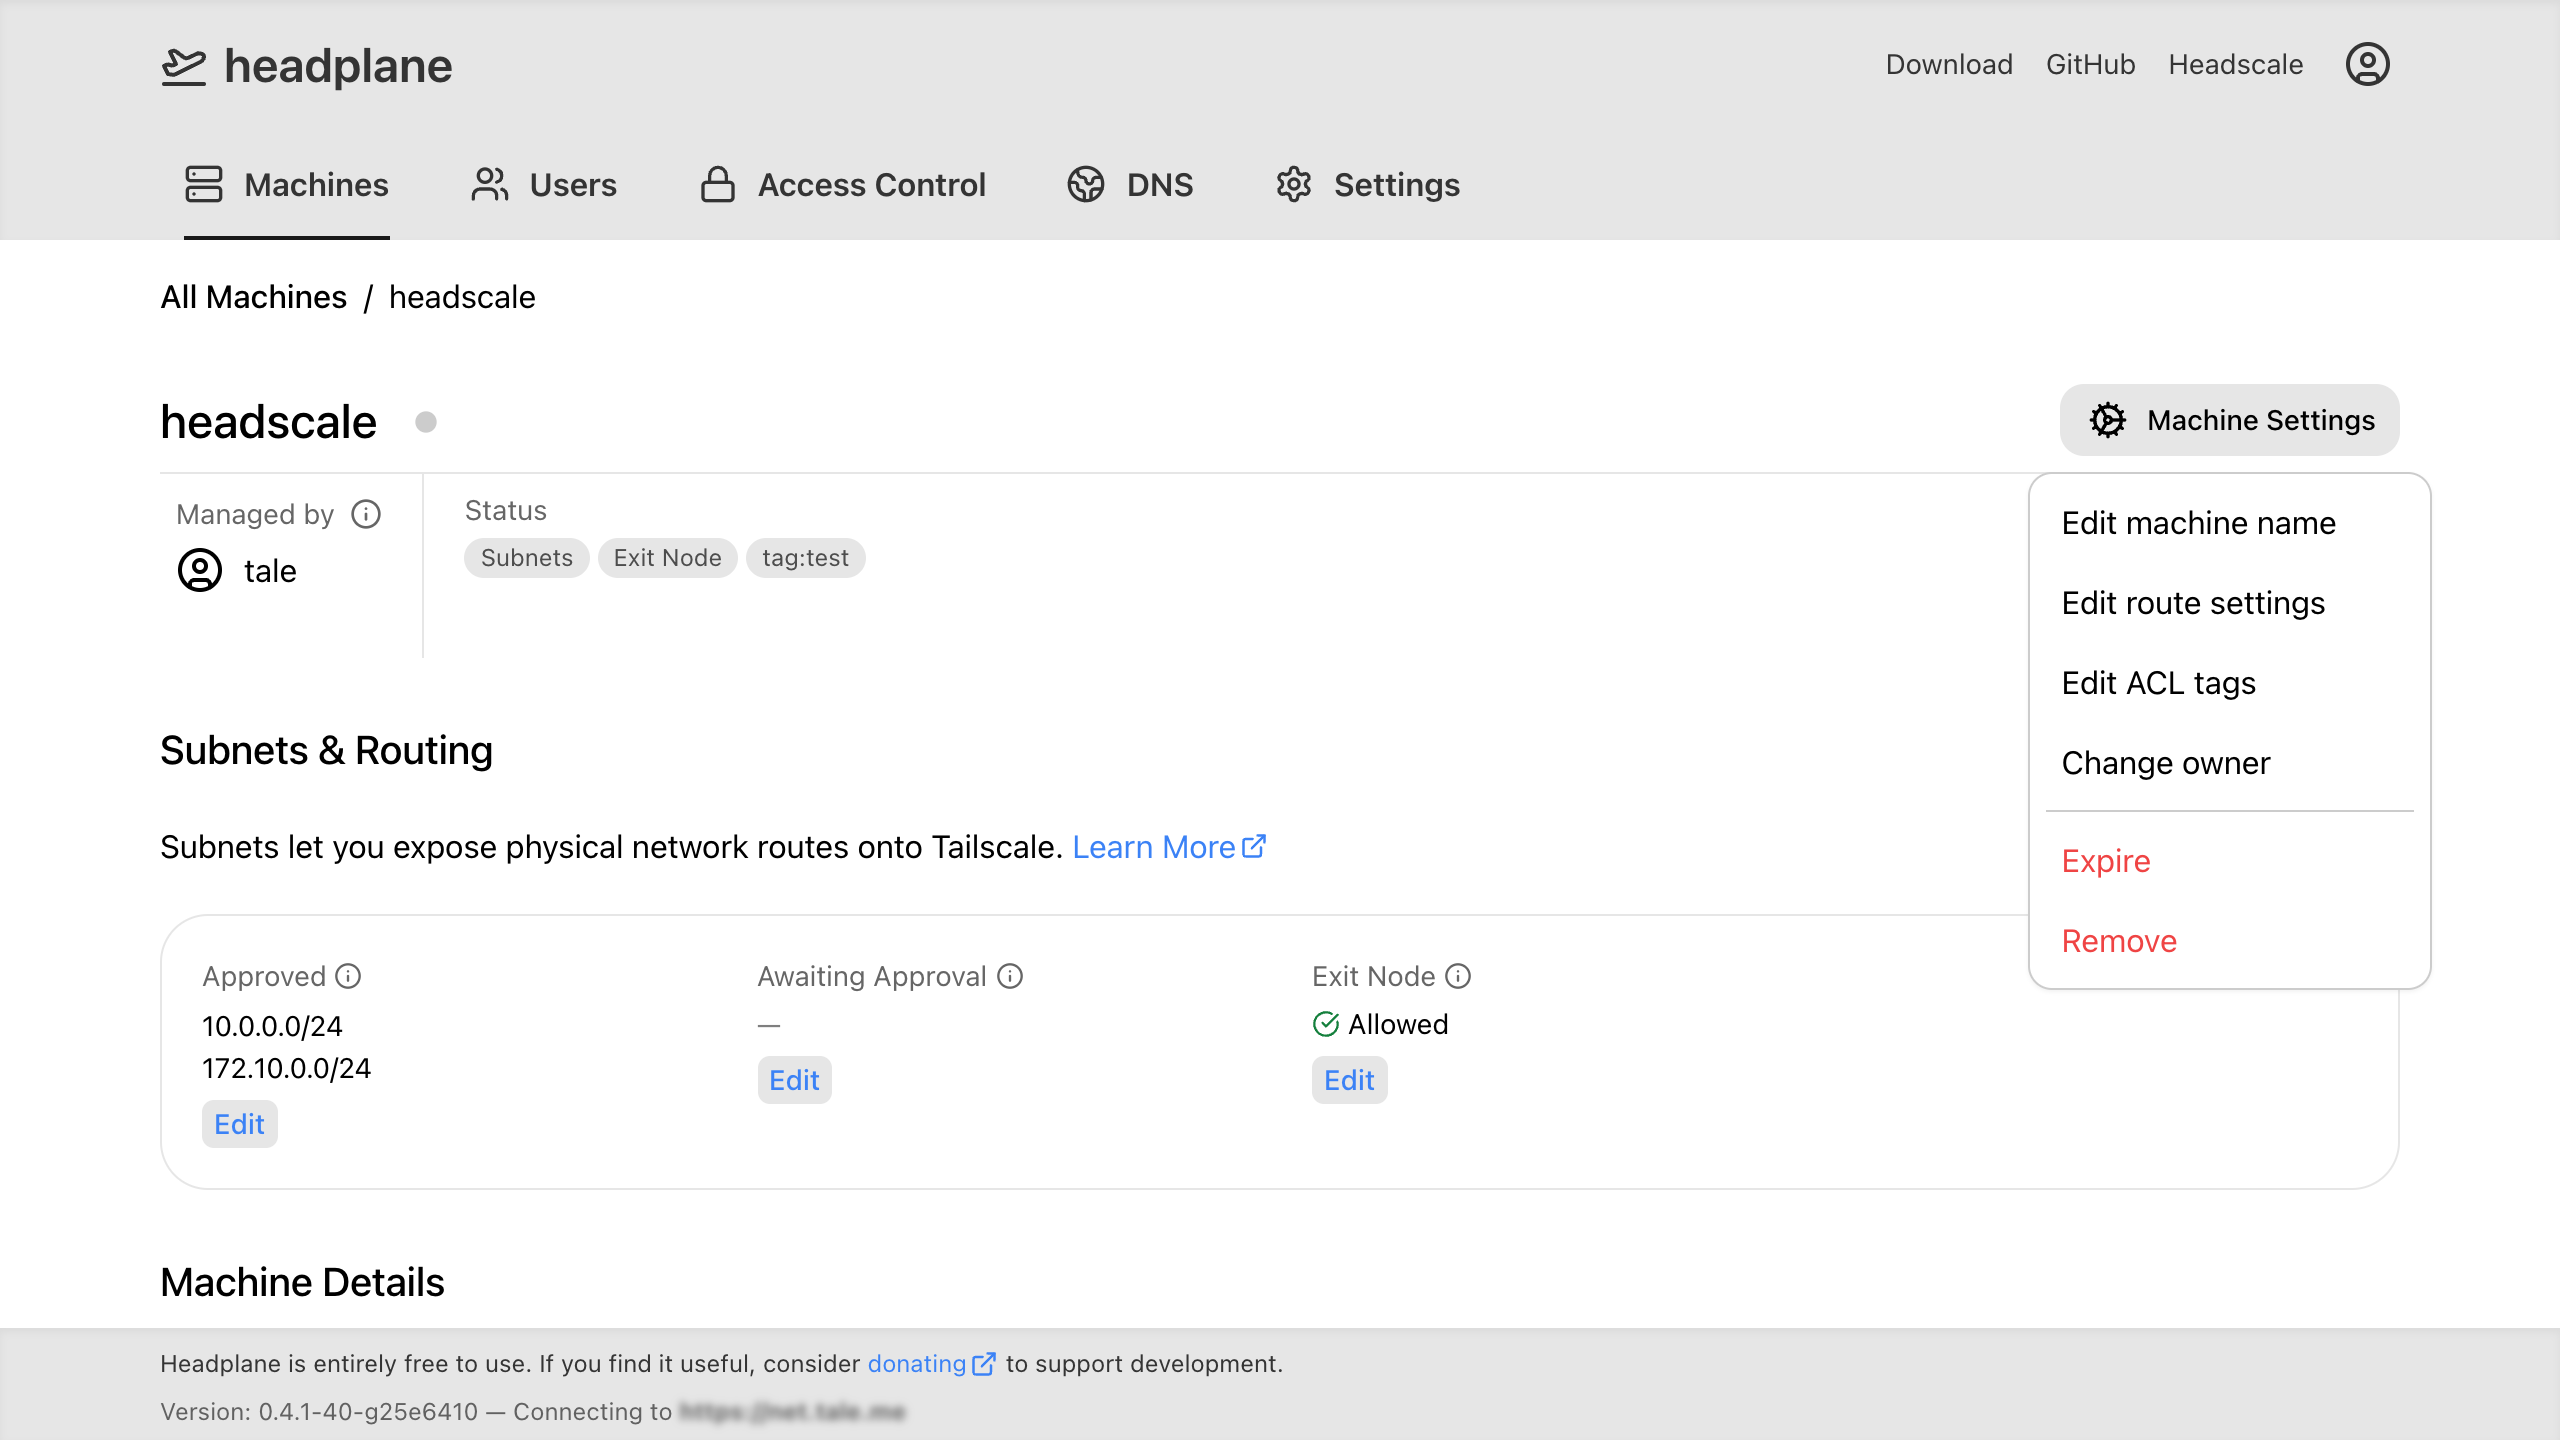 headplane
Download GitHub Headscale
Machines Users Access Control DNS Settings
All Machines / headscale
headscale
Machine Settings
Managed by
tale
Status
Subnets Exit Node tag:test
Edit machine name
Edit route settings
Edit ACL tags
Change owner
Expire
Remove
Subnets & Routing
Subnets let you expose physical network routes onto Tailscale. Learn More
Approved
10.0.0.0/24
172.10.0.0/24
Edit
Awaiting Approval
—
Edit
Exit Node
Allowed
Edit
Machine Details
Headplane is entirely free to use. If you find it useful, consider donating to support development.
Version: 0.4.1-40-g25e6410 — Connecting to